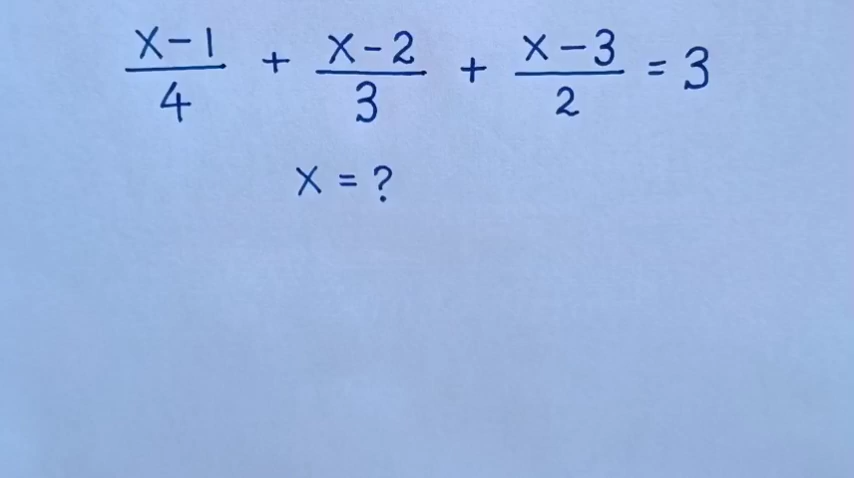 x-1/4 + x-2/3 + x-3/2 = 3
x = ?